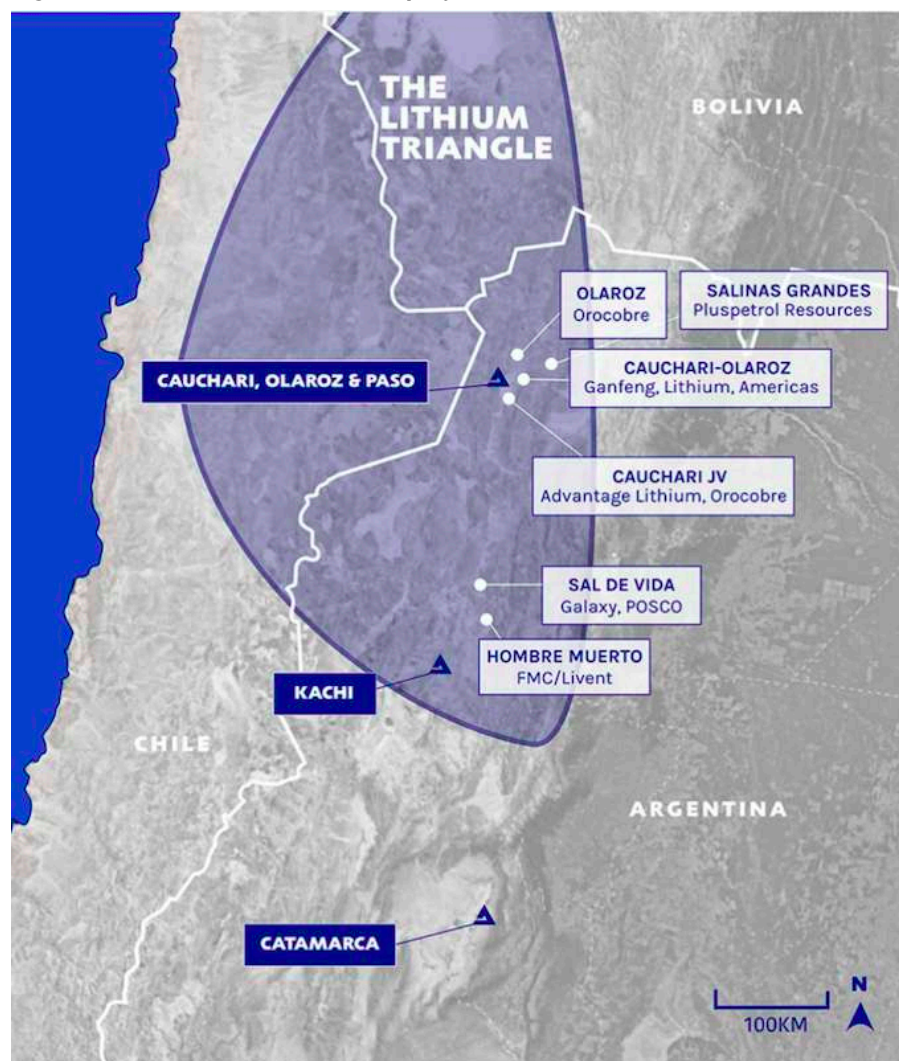 THE
LITHIUM
TRIANGLE
BOLIVIA
OLAROZ
Orocobre
SALINAS GRANDES
Pluspetrol Resources
CAUCHARI, OLAROZ & PASO
CAUCHARI-OLAROZ
Ganfeng, Lithium, Americas
CAUCHARI JV
Advantage Lithium, Orocobre
SAL DE VIDA
Galaxy, POSCO
HOMBRE MUERTO
FMC/Livent
KACHI
CHILE
ARGENTINA
CATAMARCA
N
100KM